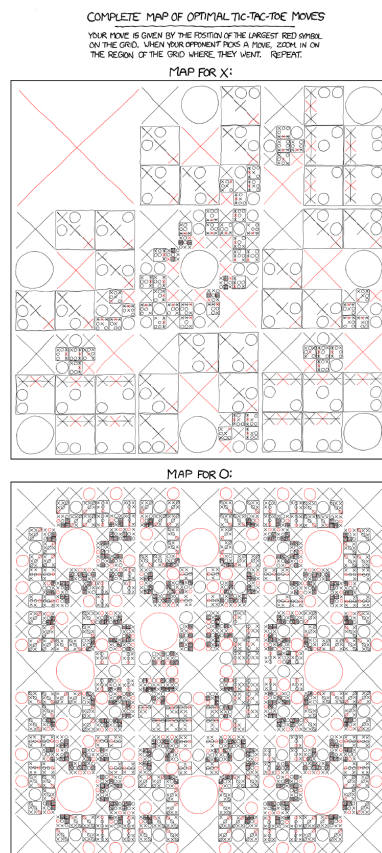 COMPLETE MAP OF OPTIMAL TIC-TAC-TOE MOVES
YOUR MOVE IS GIVEN BY THE POSITION OF THE LARGEST RED SYMBOL
ON THE GRID. WHEN YOUR OPPONENT PICKS A MOVE, ZOOM IN ON
THE REGION OF THE GRID WHERE THEY WENT. REPEAT.
MAP FOR X:
MAP FOR O: